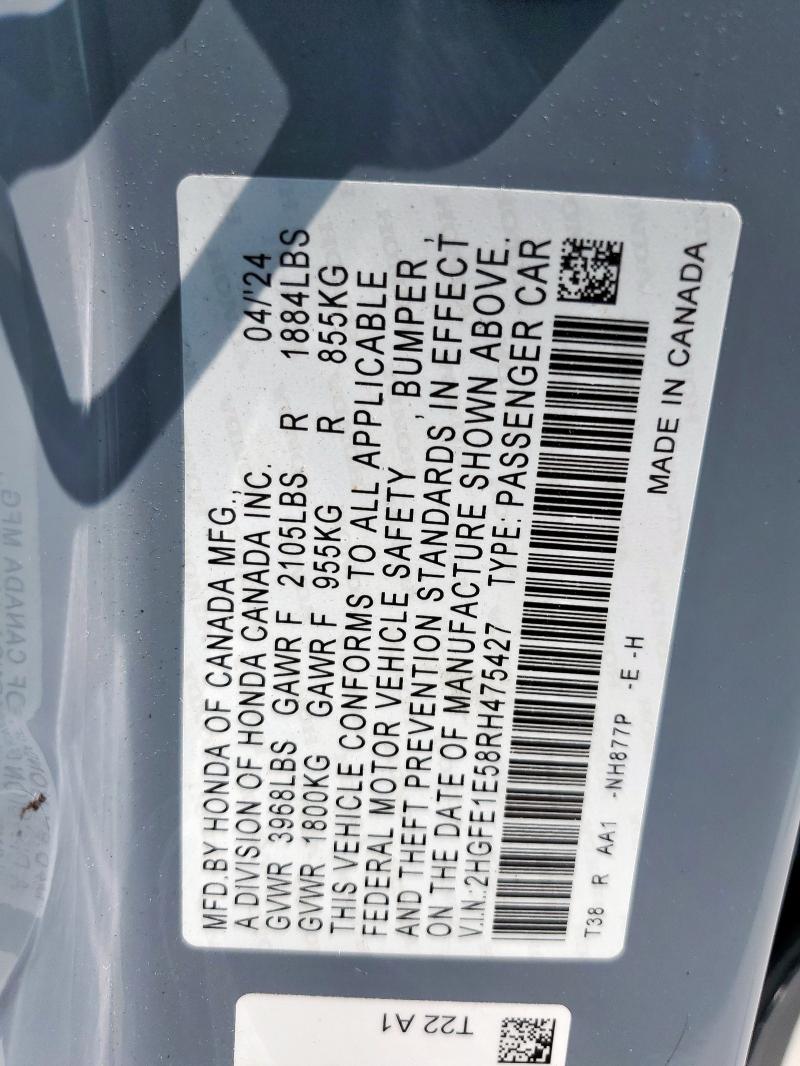 MFD.BY HONDA OF CANADA MFG.,
A DIVISION OF HONDA CANADA INC. 04/'24
GVWR 3968LBS GAWR F 2105LBS R 1884LBS
GVWR 1800KG GAWR F 955KG R 855KG
THIS VEHICLE CONFORMS TO ALL APPLICABLE
FEDERAL MOTOR VEHICLE SAFETY , BUMPER ,
AND THEFT PREVENTION STANDARDS IN EFFECT
ON THE DATE OF MANUFACTURE SHOWN ABOVE.
V.I.N.:2HGFE1E58RH475427 TYPE: PASSENGER CAR
T38 R AA1 -NH877P -E -H
MADE IN CANADA
T22 A1
OF CANADA MFG.,